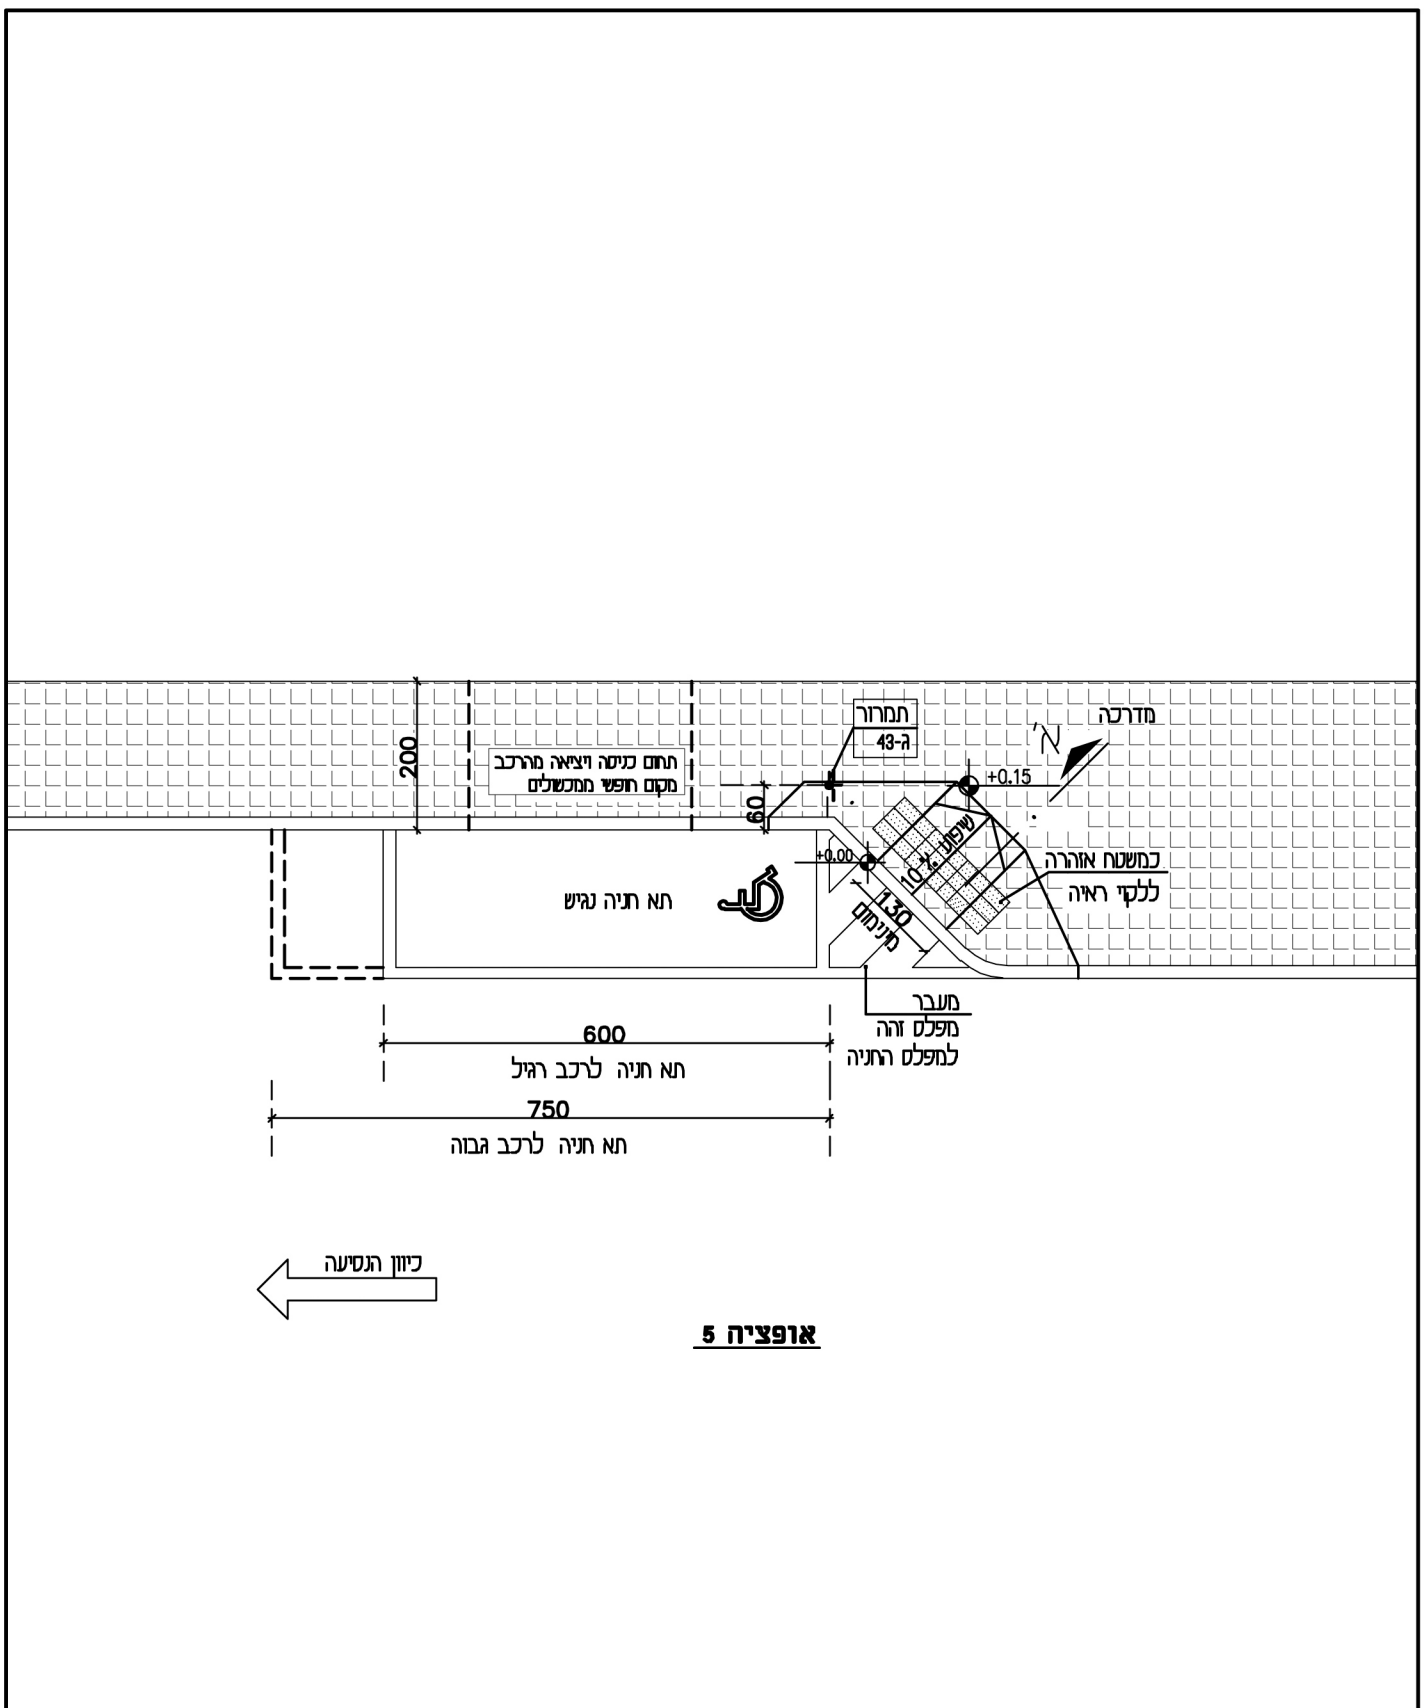 מדרכה
א'
תמרור
ג-43
+0.15
200
תחום כניסה ויציאה מהרכב
מקום חופשי ממכשולים
60
שיפוע 10%
+0.00
כמשטח אזהרה
ללקוי ראיה
תא חניה נגיש
130
מינימום
מעבר
מפלס זהה
למפלס החניה
600
תא חניה לרכב רגיל
750
תא חניה לרכב גבוה
כיוון הנסיעה
אופציה 5